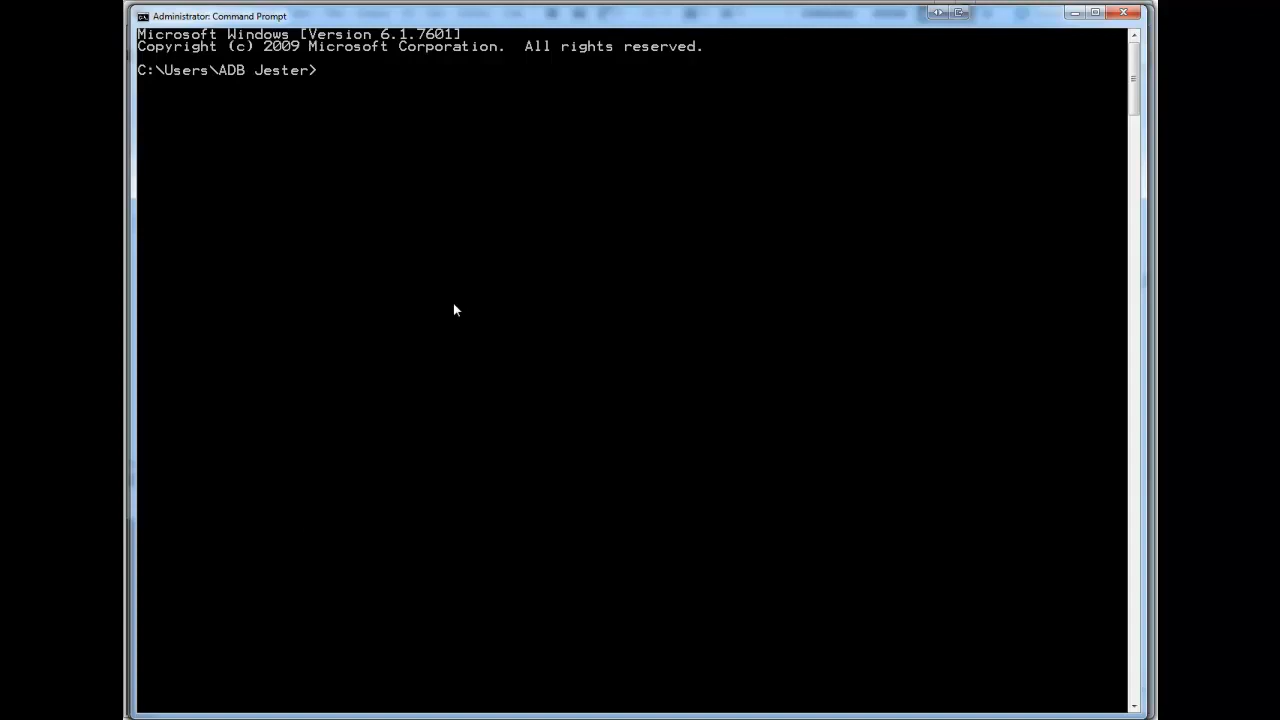 Administrator: Command Prompt
Microsoft Windows [Version 6.1.7601]
Copyright (c) 2009 Microsoft Corporation.  All rights reserved.
C:\Users\ADB Jester>